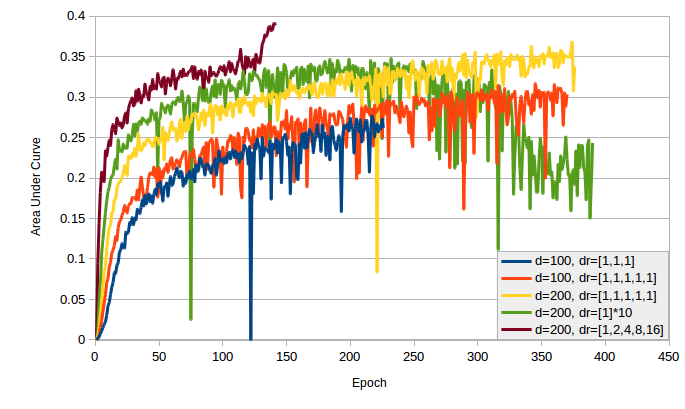 0.4
0.35
0.3
0.25
0.2
0.15
0.1
0.05
0
Area Under Curve
d=100, dr=[1,1,1]
d=100, dr=[1,1,1,1,1]
d=200, dr=[1,1,1,1,1]
d=200, dr=[1]*10
d=200, dr=[1,2,4,8,16]
0 50 100 150 200 250 300 350 400 450
Epoch